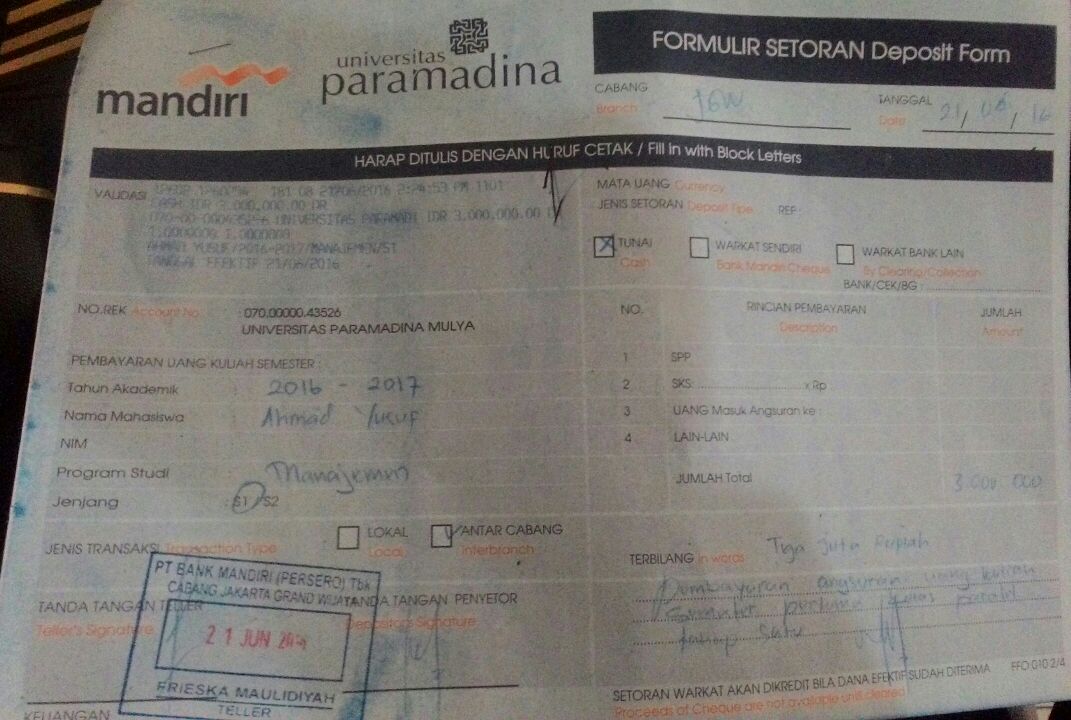 mandiri
universitas
paramadina
FORMULIR SETORAN Deposit Form
CABANG
Branch
JGW
TANGGAL
Date
21/06/16
HARAP DITULIS DENGAN HURUF CETAK / Fill In with Block Letters
VALIDASI
181 08 21/06/2016 2:24:53 PM 1101
CASH IDR 3,000,000.00 DR
UNIVERSITAS PARAMADI IDR 3,000,000.00
1.0000000 1.0000000
AHMAD YUSUF/2016-2017/MANAJEMEN/S1
TANGGAL EFEKTIF 21/06/2016
MATA UANG Currency
JENIS SETORAN Deposit Tipe REF:
TUNAI
Cash
WARKAT SENDIRI
Bank Mandiri Cheque
WARKAT BANK LAIN
By Clearing/Collection
BANK/CEK/BG:
NO.REK Account No : 070.00000.43526
UNIVERSITAS PARAMADINA MULYA
PEMBAYARAN UANG KULIAH SEMESTER :
Tahun Akademik : 2016 - 2017
Nama Mahasiswa : Ahmad Yusuf
NIM
Program Studi : Manajemen
Jenjang : S1 / S2
NO. RINCIAN PEMBAYARAN JUMLAH
Description Amount
1 SPP
2 SKS: x Rp
3 UANG Masuk Angsuran ke :
4 LAIN-LAIN
JUMLAH Total 3.000.000
JENIS TRANSAKSI Transaction Type
LOKAL
Local
ANTAR CABANG
Interbranch
TERBILANG in words Tiga Juta Rupiah
Pembayaran angsuran uang kuliah
Semester pertama
tahap satu
TANDA TANGAN TELLER
Teller's Signature
TANDA TANGAN PENYETOR
Depositor's Signature
PT BANK MANDIRI (PERSERO) Tbk
CABANG JAKARTA GRAND WIJAYA
21 JUN 2016
FRIESKA MAULIDIYAH
TELLER
KEUANGAN
SETORAN WARKAT AKAN DIKREDIT BILA DANA EFEKTIF SUDAH DITERIMA
Proceeds of Cheque are not available until cleared
FFO 010 2/4